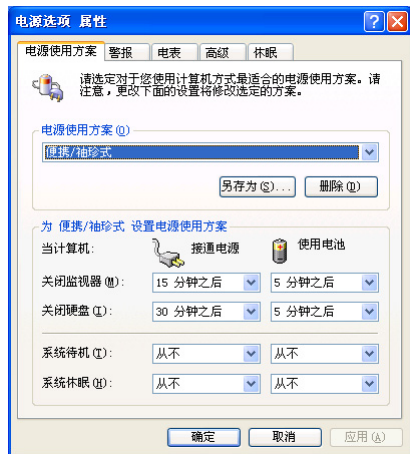 电源选项 属性
电源使用方案 警报 电表 高级 休眠
请选定对于您使用计算机方式最适合的电源使用方案。请
注意,更改下面的设置将修改选定的方案。
电源使用方案(O)
便携/袖珍式
另存为(S)... 删除(D)
为 便携/袖珍式 设置电源使用方案
当计算机: 接通电源 使用电池
关闭监视器(M): 15 分钟之后 5 分钟之后
关闭硬盘(I): 30 分钟之后 5 分钟之后
系统待机(T): 从不 从不
系统休眠(H): 从不 从不
确定 取消 应用(A)